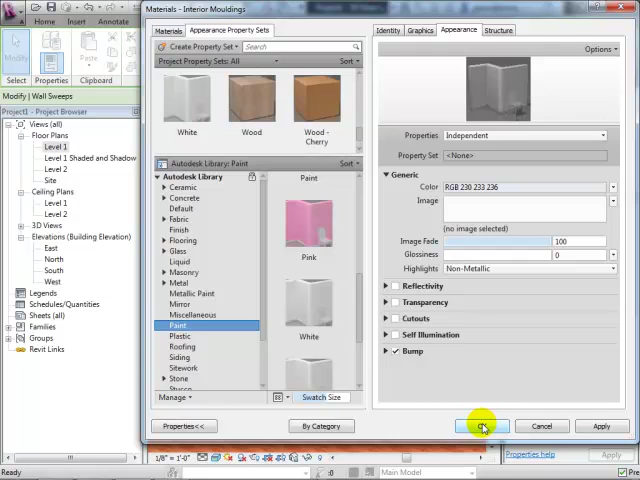 Materials - Interior Mouldings
Home
Insert
Annotate
Modify
Paste
Select
Properties
Clipboard
Modify | Wall Sweeps
Project1 - Project Browser
Views (all)
Floor Plans
Level 1
Level 1 Shaded and Shadow
Level 2
Site
Ceiling Plans
Level 1
Level 2
3D Views
Elevations (Building Elevation)
East
North
South
West
Legends
Schedules/Quantities
Sheets (all)
Families
Groups
Revit Links
Materials
Appearance Property Sets
Create Property Set
Search
Project Property Sets: All
Sort
White
Wood
Wood - Cherry
Autodesk Library: Paint
Sort
Autodesk Library
Ceramic
Concrete
Default
Fabric
Finish
Flooring
Glass
Liquid
Masonry
Metal
Metallic Paint
Mirror
Miscellaneous
Paint
Plastic
Roofing
Siding
Sitework
Stone
Stucco
Paint
Pink
White
Manage
Swatch Size
Properties<<
By Category
Identity
Graphics
Appearance
Structure
Options
Properties
Independent
Property Set
<None>
Generic
Color
RGB 230 233 236
Image
(no image selected)
Image Fade
100
Glossiness
0
Highlights
Non-Metallic
Reflectivity
Transparency
Cutouts
Self Illumination
Bump
Cancel
Apply
1/8" = 1'-0"
Properties help
Apply
Ready
:0
Main Model
Pre